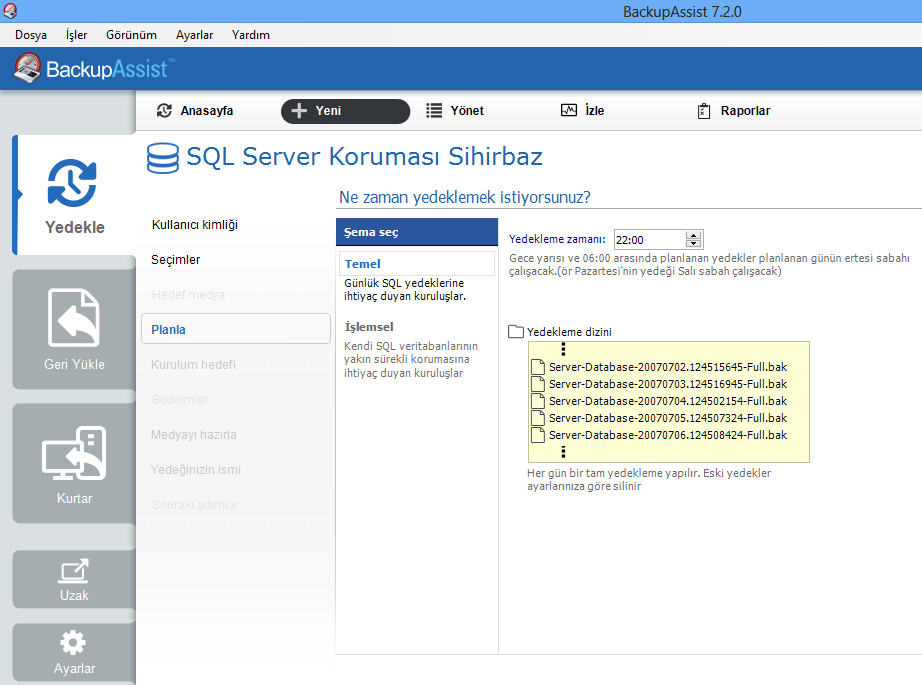 BackupAssist 7.2.0
Dosya İşler Görünüm Ayarlar Yardım
BackupAssist™
Anasayfa Yeni Yönet İzle Raporlar
Yedekle
Geri Yükle
Kurtar
Uzak
Ayarlar
SQL Server Koruması Sihirbaz
Kullanıcı kimliği
Seçimler
Hedef medya
Planla
Kurulum hedefi
Bildirimler
Medyayı hazırla
Yedeğinizin ismi
Sonraki adımlar
Ne zaman yedeklemek istiyorsunuz?
Şema seç
Temel
Günlük SQL yedeklerine
ihtiyaç duyan kuruluşlar.
İşlemsel
Kendi SQL veritabanlarının
yakın sürekli korumasına
ihtiyaç duyan kuruluşlar
Yedekleme zamanı: 22:00
Gece yarısı ve 06:00 arasında planlanan yedekler planlanan günün ertesi sabahı
çalışacak.(ör Pazartesi'nin yedeği Salı sabah çalışacak)
Yedekleme dizini
Server-Database-20070702.124515645-Full.bak
Server-Database-20070703.124516945-Full.bak
Server-Database-20070704.124502154-Full.bak
Server-Database-20070705.124507324-Full.bak
Server-Database-20070706.124508424-Full.bak
Her gün bir tam yedekleme yapılır. Eski yedekler
ayarlarınıza göre silinir